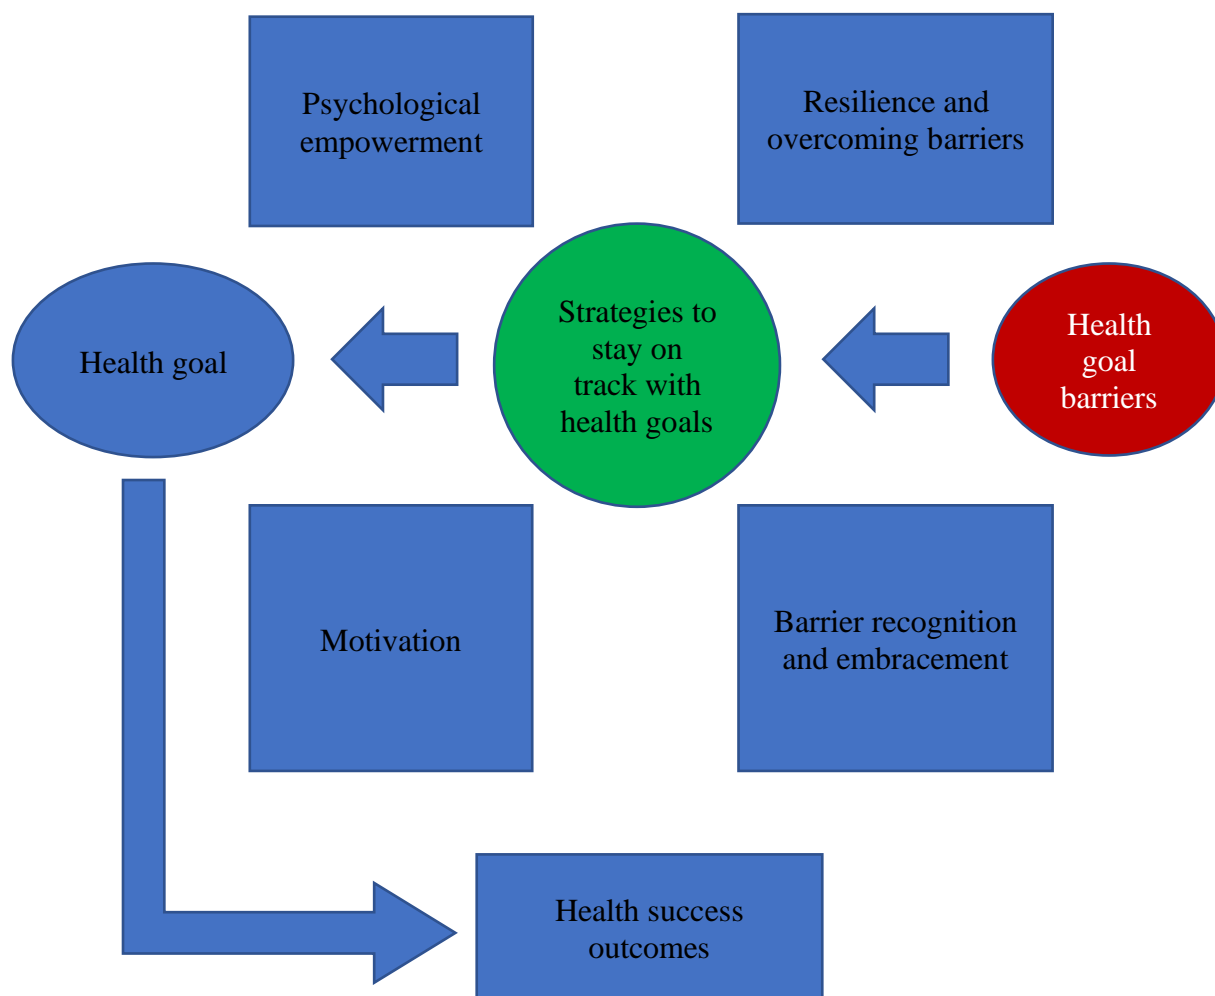 Psychological
empowerment
Resilience and
overcoming barriers
Health goal
Strategies to
stay on
track with
health goals
Health
goal
barriers
Motivation
Barrier recognition
and embracement
Health success
outcomes